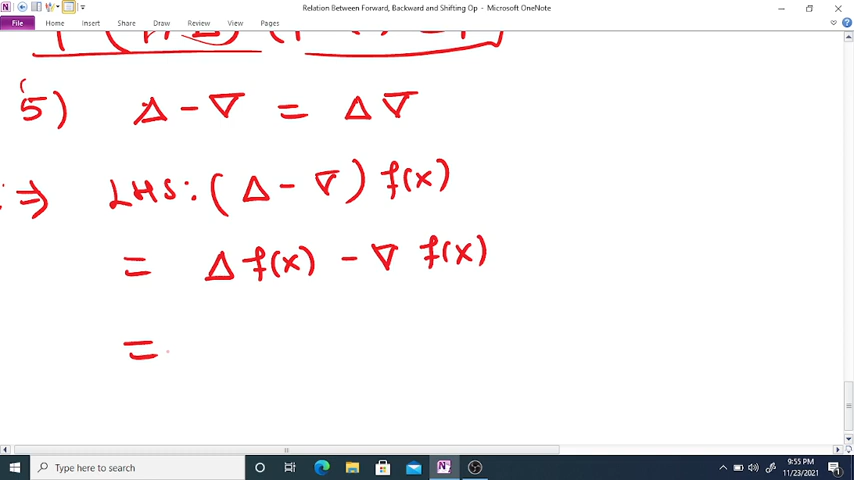 Relation Between Forward, Backward and Shifting Op - Microsoft OneNote
File Home Insert Share Draw Review View Pages
5) Δ - ∇ = Δ ∇
:⇒ LHS: (Δ - ∇) f(x)
= Δ f(x) - ∇ f(x)
=
Type here to search
9:55 PM
11/23/2021